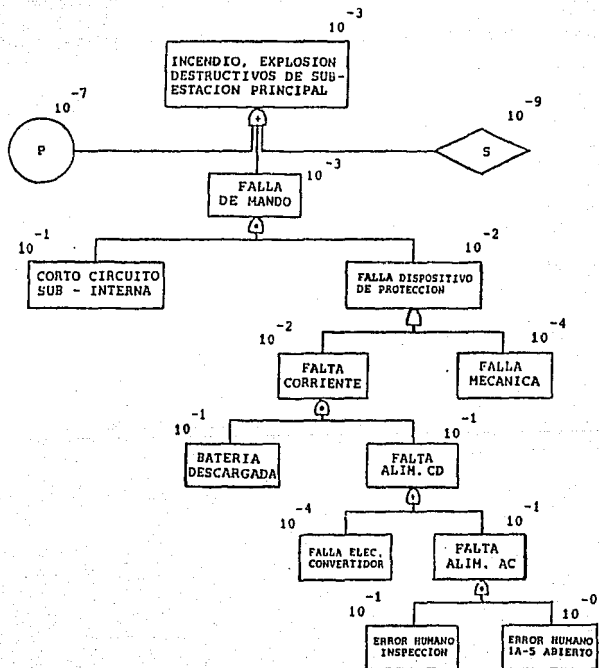 10 -3
INCENDIO, EXPLOSION
DESTRUCTIVOS DE SUB-
ESTACION PRINCIPAL
10 -7
10 -9
P
S
10 -3
FALLA
DE MANDO
10 -1
10 -2
CORTO CIRCUITO
SUB - INTERNA
FALLA DISPOSITIVO
DE PROTECCION
10 -2
10 -4
FALTA
CORRIENTE
FALLA
MECANICA
10 -1
10 -1
BATERIA
DESCARGADA
FALTA
ALIM. CD
10 -4
10 -1
FALLA ELEC.
CONVERTIDOR
FALTA
ALIM. AC
10 -1
10 -0
ERROR HUMANO
INSPECCION
ERROR HUMANO
1A-5 ABIERTO